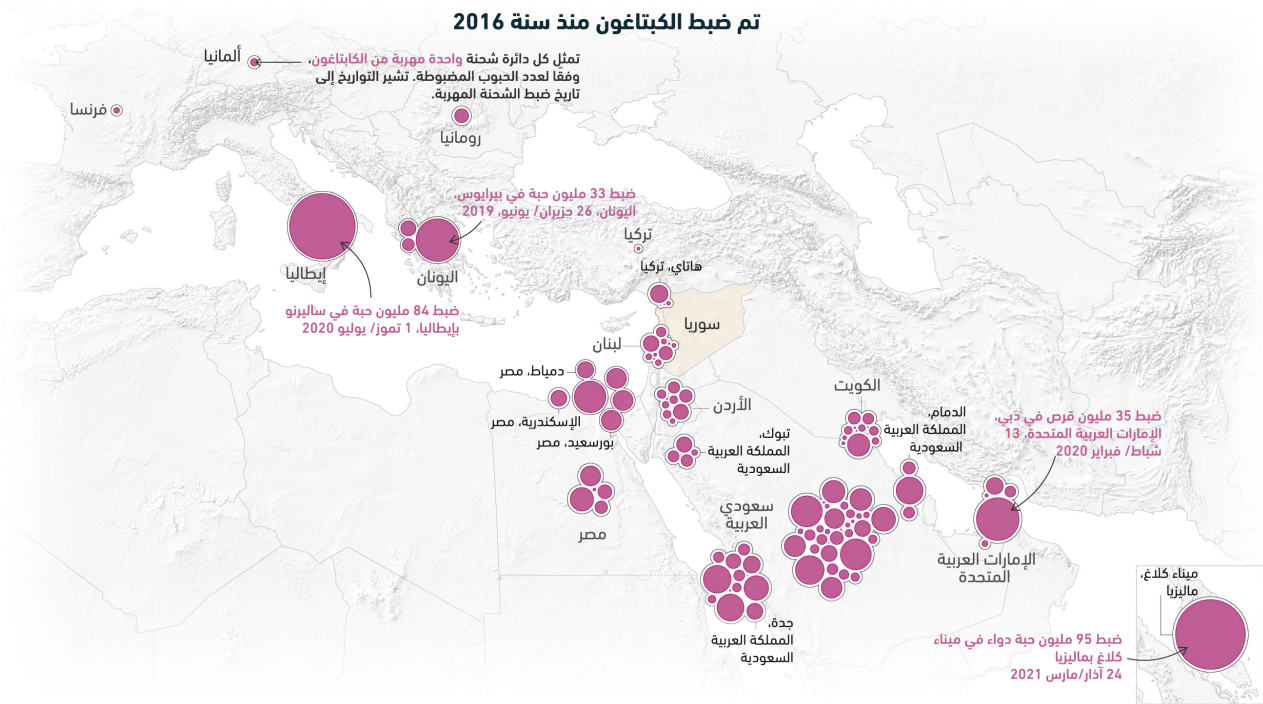 تم ضبط الكبتاغون منذ سنة 2016
ألمانيا
تمثل كل دائرة شحنة واحدة مهربة من الكابتاغون،
وفقًا لعدد الحبوب المضبوطة. تشير التواريخ إلى
تاريخ ضبط الشحنة المهربة.
فرنسا
رومانيا
ضبط 33 مليون حبة في بيرايوس،
اليونان، 26 حزيران/ يونيو، 2019
تركيا
هاتاي، تركيا
إيطاليا
اليونان
ضبط 84 مليون حبة في ساليرنو
بإيطاليا، 1 تموز/ يوليو 2020
سوريا
لبنان
دمياط، مصر
الإسكندرية، مصر
بورسعيد، مصر
الأردن
الكويت
تبوك،
المملكة العربية
السعودية
الدمام،
المملكة العربية
السعودية
ضبط 35 مليون قرص في دبي،
الإمارات العربية المتحدة، 13
شباط/ فبراير 2020
مصر
سعودي
العربية
الإمارات العربية
المتحدة
جدة،
المملكة العربية
السعودية
ميناء كلاغ،
ماليزيا
ضبط 95 مليون حبة دواء في ميناء
كلاغ بماليزيا
24 آذار/مارس 2021